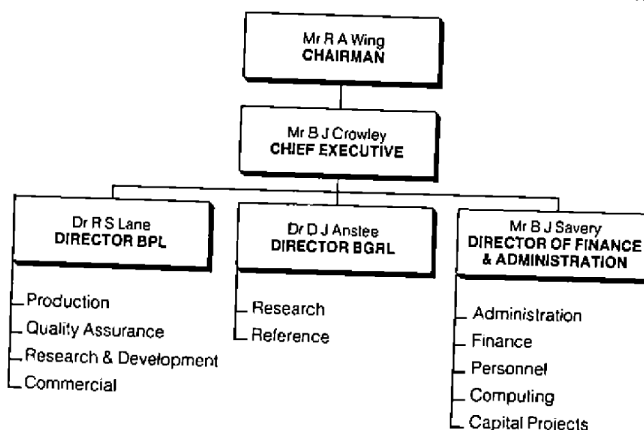 Mr R A Wing
CHAIRMAN
Mr B J Crowley
CHIEF EXECUTIVE
Dr R S Lane
DIRECTOR BPL
Dr D J Anstee
DIRECTOR BGRL
Mr B J Savery
DIRECTOR OF FINANCE
& ADMINISTRATION
Production
Quality Assurance
Research & Development
Commercial
Research
Reference
Administration
Finance
Personnel
Computing
Capital Projects